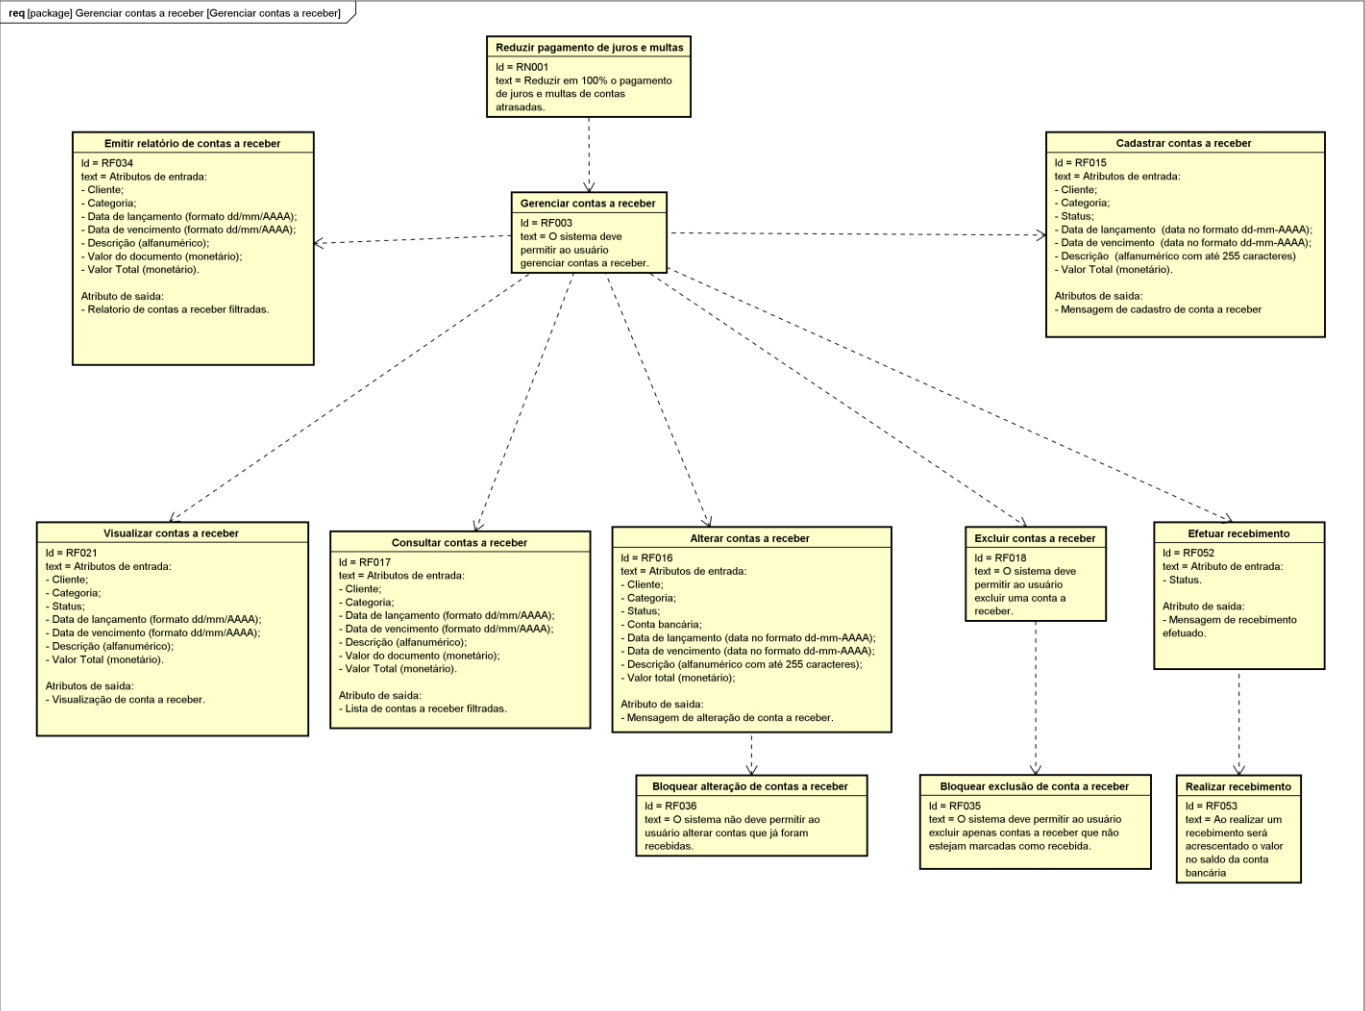 req [package] Gerenciar contas a receber [Gerenciar contas a receber]
Reduzir pagamento de juros e multas
Id = RN001
text = Reduzir em 100% o pagamento
de juros e multas de contas
atrasadas.
Emitir relatório de contas a receber
Id = RF034
text = Atributos de entrada:
- Cliente;
- Categoria;
- Data de lançamento (formato dd/mm/AAAA);
- Data de vencimento (formato dd/mm/AAAA);
- Descrição (alfanumérico);
- Valor do documento (monetário);
- Valor Total (monetário).
Atributo de saída:
- Relatorio de contas a receber filtradas.
Gerenciar contas a receber
Id = RF003
text = O sistema deve
permitir ao usuário
gerenciar contas a receber.
Cadastrar contas a receber
Id = RF015
text = Atributos de entrada:
- Cliente;
- Categoria;
- Status;
- Data de lançamento  (data no formato dd-mm-AAAA);
- Data de vencimento  (data no formato dd-mm-AAAA);
- Descrição  (alfanumérico com até 255 caracteres)
- Valor Total (monetário).
Atributos de saída:
- Mensagem de cadastro de conta a receber
Visualizar contas a receber
Id = RF021
text = Atributos de entrada:
- Cliente;
- Categoria;
- Status;
- Data de lançamento (formato dd/mm/AAAA);
- Data de vencimento (formato dd/mm/AAAA);
- Descrição (alfanumérico);
- Valor Total (monetário).
Atributos de saída:
- Visualização de conta a receber.
Consultar contas a receber
Id = RF017
text = Atributos de entrada:
- Cliente;
- Categoria;
- Data de lançamento (formato dd/mm/AAAA);
- Data de vencimento (formato dd/mm/AAAA);
- Descrição (alfanumérico);
- Valor do documento (monetário);
- Valor Total (monetário).
Atributo de saída:
- Lista de contas a receber filtradas.
Alterar contas a receber
Id = RF016
text = Atributos de entrada:
- Cliente;
- Categoria;
- Status;
- Conta bancária;
- Data de lançamento (data no formato dd-mm-AAAA);
- Data de vencimento (data no formato dd-mm-AAAA);
- Descrição (alfanumérico com até 255 caracteres);
- Valor total (monetário);
Atributo de saída:
- Mensagem de alteração de conta a receber.
Excluir contas a receber
Id = RF018
text = O sistema deve
permitir ao usuário
excluir uma conta a
receber.
Efetuar recebimento
Id = RF052
text = Atributo de entrada:
- Status.
Atributo de saída:
- Mensagem de recebimento
efetuado.
Bloquear alteração de contas a receber
Id = RF036
text = O sistema não deve permitir ao
usuário alterar contas que já foram
recebidas.
Bloquear exclusão de conta a receber
Id = RF035
text = O sistema deve permitir ao usuário
excluir apenas contas a receber que não
estejam marcadas como recebida.
Realizar recebimento
Id = RF053
text = Ao realizar um
recebimento será
acrescentado o valor
no saldo da conta
bancária